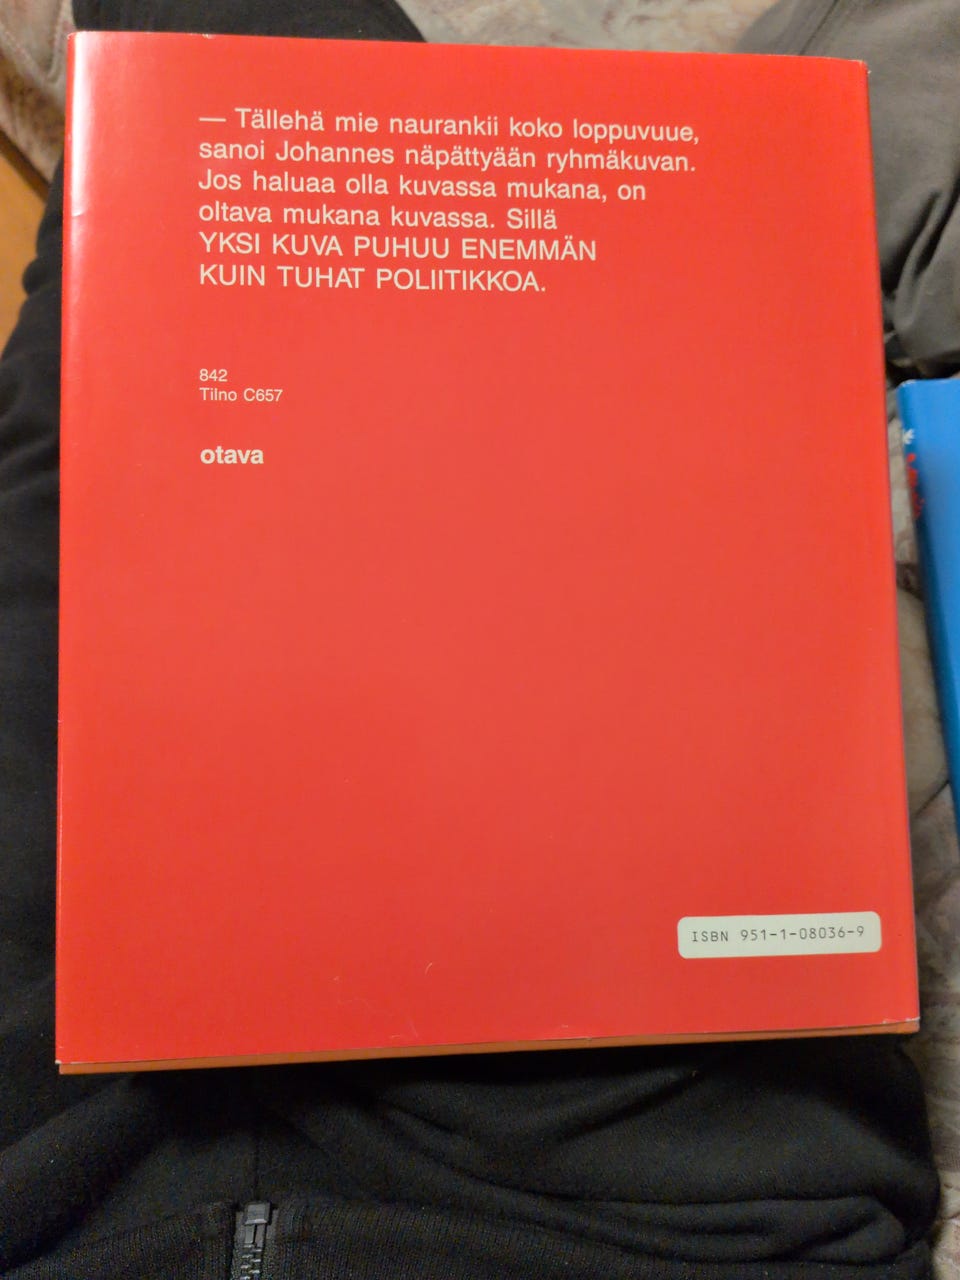 — Tällehä mie naurankii koko loppuvuue,
sanoi Johannes näpättyään ryhmäkuvan.
Jos haluaa olla kuvassa mukana, on
oltava mukana kuvassa. Sillä
YKSI KUVA PUHUU ENEMMÄN
KUIN TUHAT POLIITIKKOA.
842
Tilno C657
otava
ISBN 951-1-08036-9